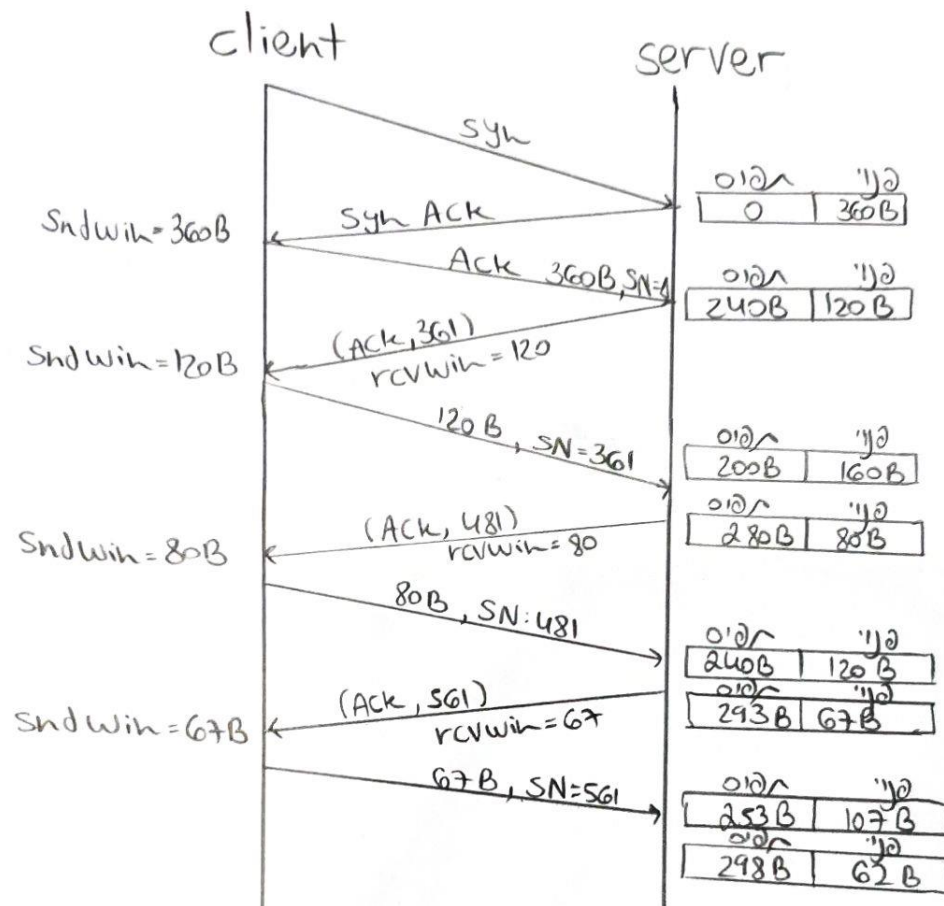 client
server
Syn
תפוס פנוי
0 360B
Syn ACK
SndWin=360B
Ack 360B, SN=1
תפוס פנוי
240B 120B
(Ack, 361)
rcvwin=120
SndWin=120B
120B, SN=361
תפוס פנוי
200B 160B
(Ack, 481)
rcvwin=80
תפוס פנוי
280B 80B
SndWin=80B
80B, SN:481
תפוס פנוי
240B 120B
(Ack, 561)
rcvwin=67
תפוס פנוי
293B 67B
SndWin=67B
67B, SN=561
תפוס פנוי
253B 107B
תפוס פנוי
298B 62B